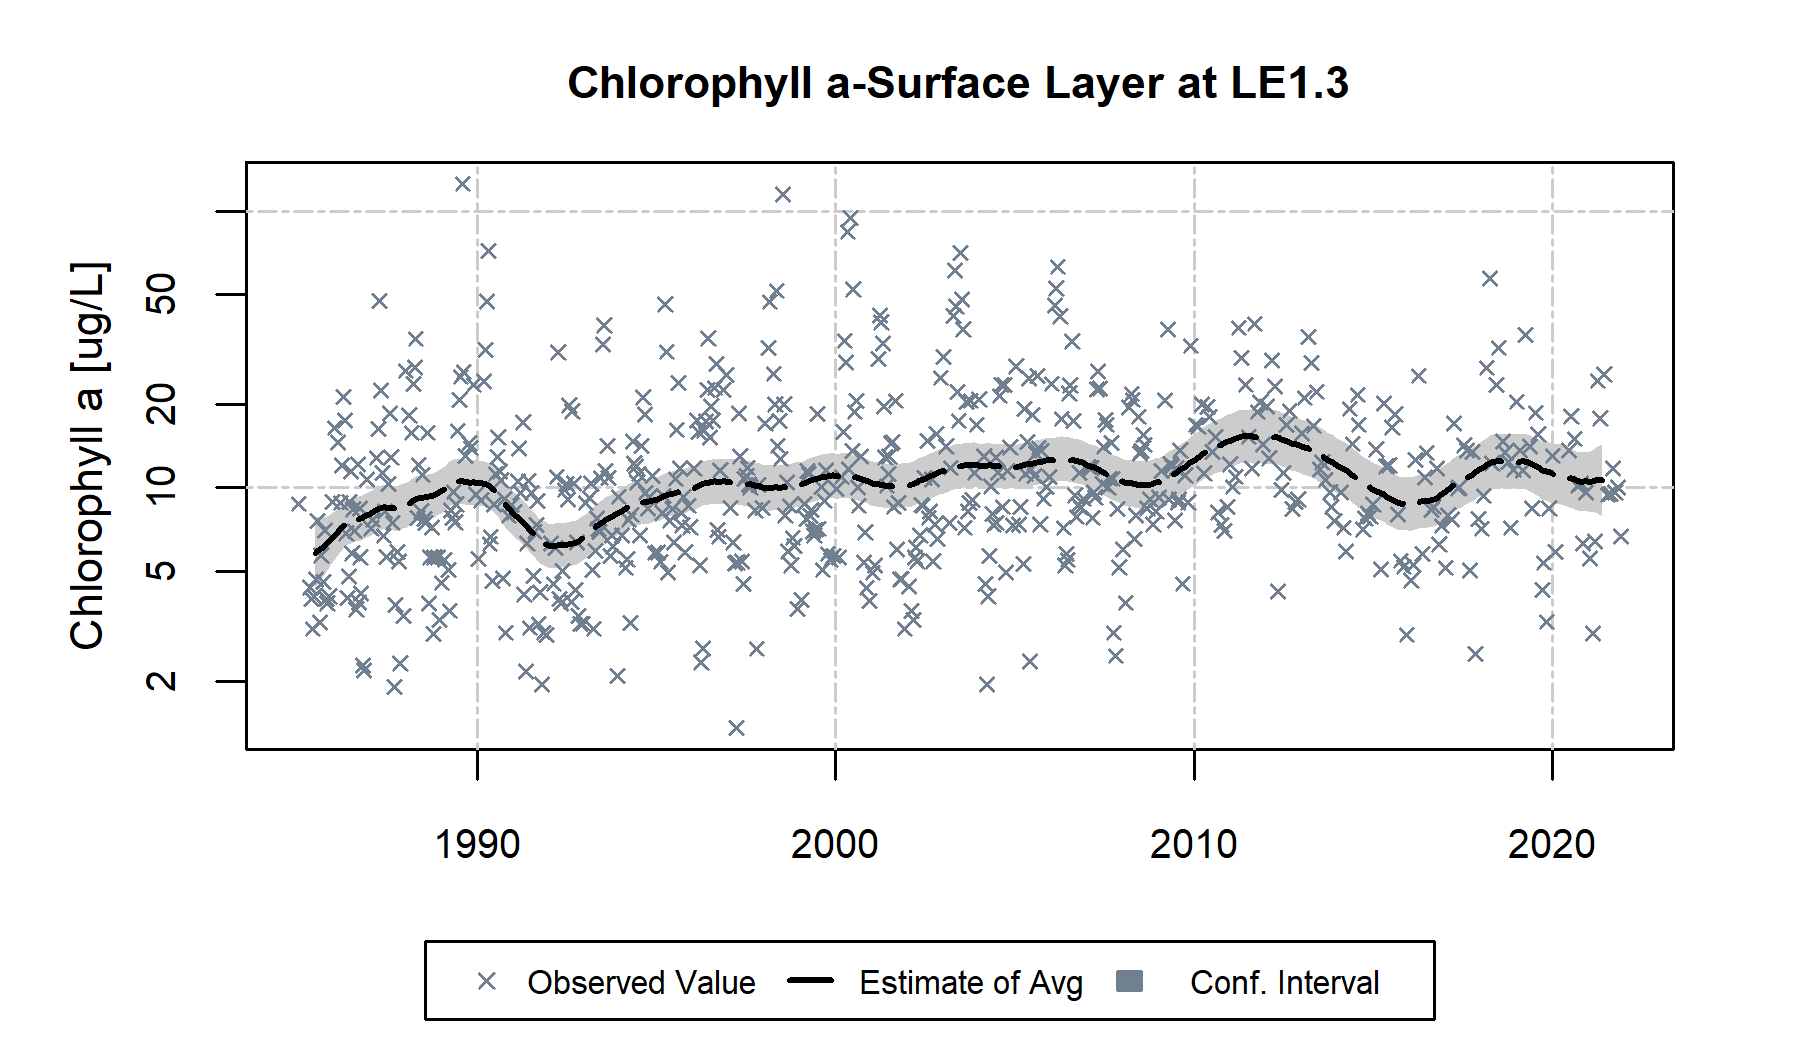 Chlorophyll a-Surface Layer at LE1.3
Chlorophyll a [ug/L]
50
20
10
5
2
1990 2000 2010 2020
Observed Value Estimate of Avg Conf. Interval